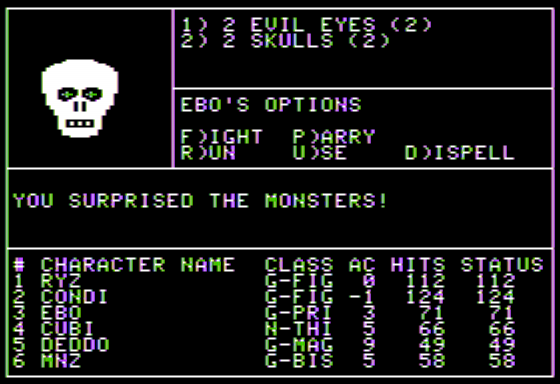 1) 2 EVIL EYES (2)
2) 2 SKULLS (2)
EBO'S OPTIONS
F)IGHT P)ARRY
R)UN U)SE D)ISPELL
YOU SURPRISED THE MONSTERS!
# CHARACTER NAME CLASS AC HITS STATUS
1 RYZ G-FIG 0 112 112
2 CONDI G-FIG -1 124 124
3 EBO G-PRI 3 71 71
4 CUBI N-THI 5 66 66
5 DEDDO G-MAG 9 49 49
6 MNZ G-BIS 5 58 58